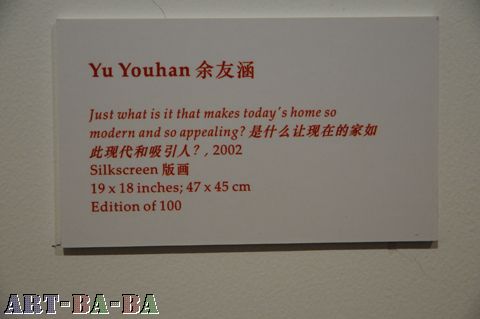 Yu Youhan 余友涵
Just what is it that makes today's home so
modern and so appealing? 是什么让现在的家如
此现代和吸引人？, 2002
Silkscreen 版画
19 x 18 inches; 47 x 45 cm
Edition of 100
ART-BA-BA